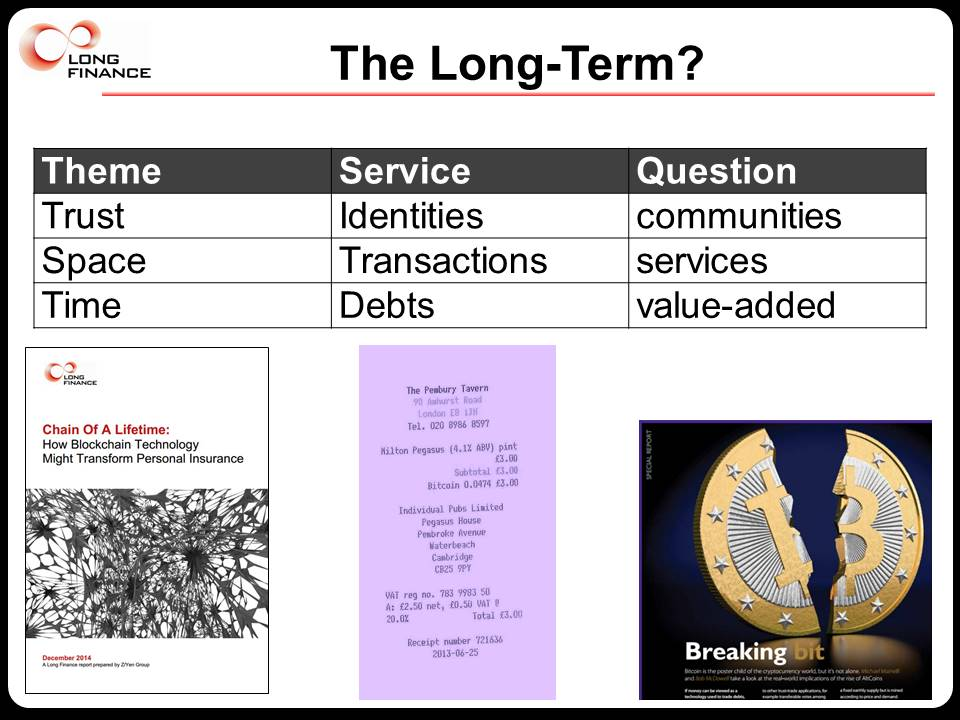 LONG
FINANCE
The Long-Term?
Theme Service Question
Trust Identities communities
Space Transactions services
Time Debts value-added
LONG
FINANCE
Chain Of A Lifetime:
How Blockchain Technology
Might Transform Personal Insurance
December 2014
A Long Finance report prepared by Z/Yen Group
The Pembury Tavern
90 Amhurst Road
London E8 1JH
Tel. 020 8986 8597
Milton Pegasus (4.1% ABV) pint
£3.00
Subtotal £3.00
Bitcoin 0.0474 £3.00
Individual Pubs Limited
Pegasus House
Pembroke Avenue
Waterbeach
Cambridge
CB25 9PY
VAT reg no. 783 9983 50
A: £2.50 net, £0.50 VAT @
20.0% Total £3.00
Receipt number 721636
2013-06-25
SPECIAL REPORT
Breaking bit
Bitcoin is the poster child of the cryptocurrency world, but it's not alone. Michael Mainelli
and Bob McDowall take a look at the real-world implications of the rise of AltCoins
If money can be viewed as a
technology used to trade debts,
to other trust-trade applications, for
example transferable votes among
a fixed earthly supply but is mined
according to price and demand.